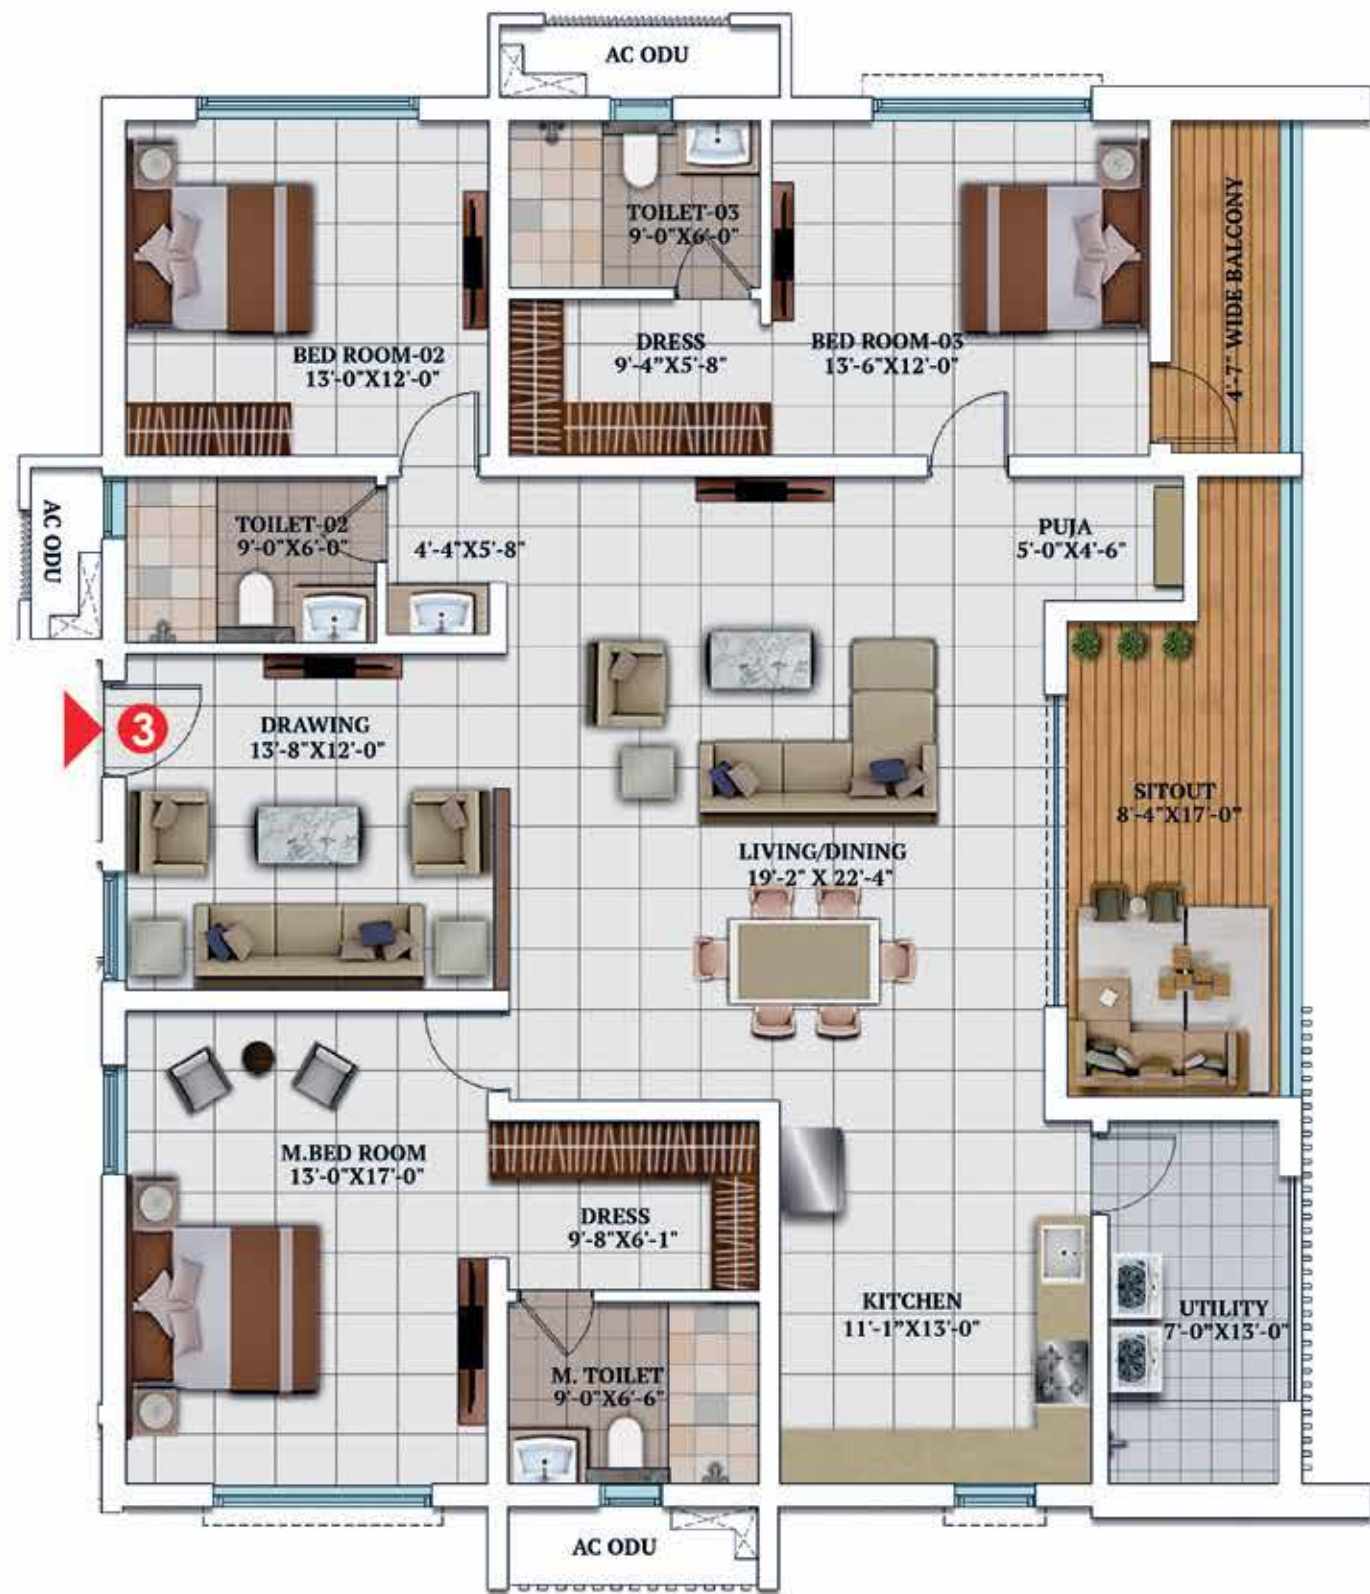 AC ODU
TOILET-03
9'-0"X6'-0"
4'-7" WIDE BALCONY
DRESS
9'-4"X5'-8"
BED ROOM-03
13'-6"X12'-0"
BED ROOM-02
13'-0"X12'-0"
AC ODU
TOILET-02
9'-0"X6'-0"
4'-4"X5'-8"
PUJA
5'-0"X4'-6"
3
DRAWING
13'-8"X12'-0"
SITOUT
8'-4"X17'-0"
LIVING/DINING
19'-2" X 22'-4"
M.BED ROOM
13'-0"X17'-0"
DRESS
9'-8"X6'-1"
KITCHEN
11'-1"X13'-0"
UTILITY
7'-0"X13'-0"
M. TOILET
9'-0"X6'-6"
AC ODU